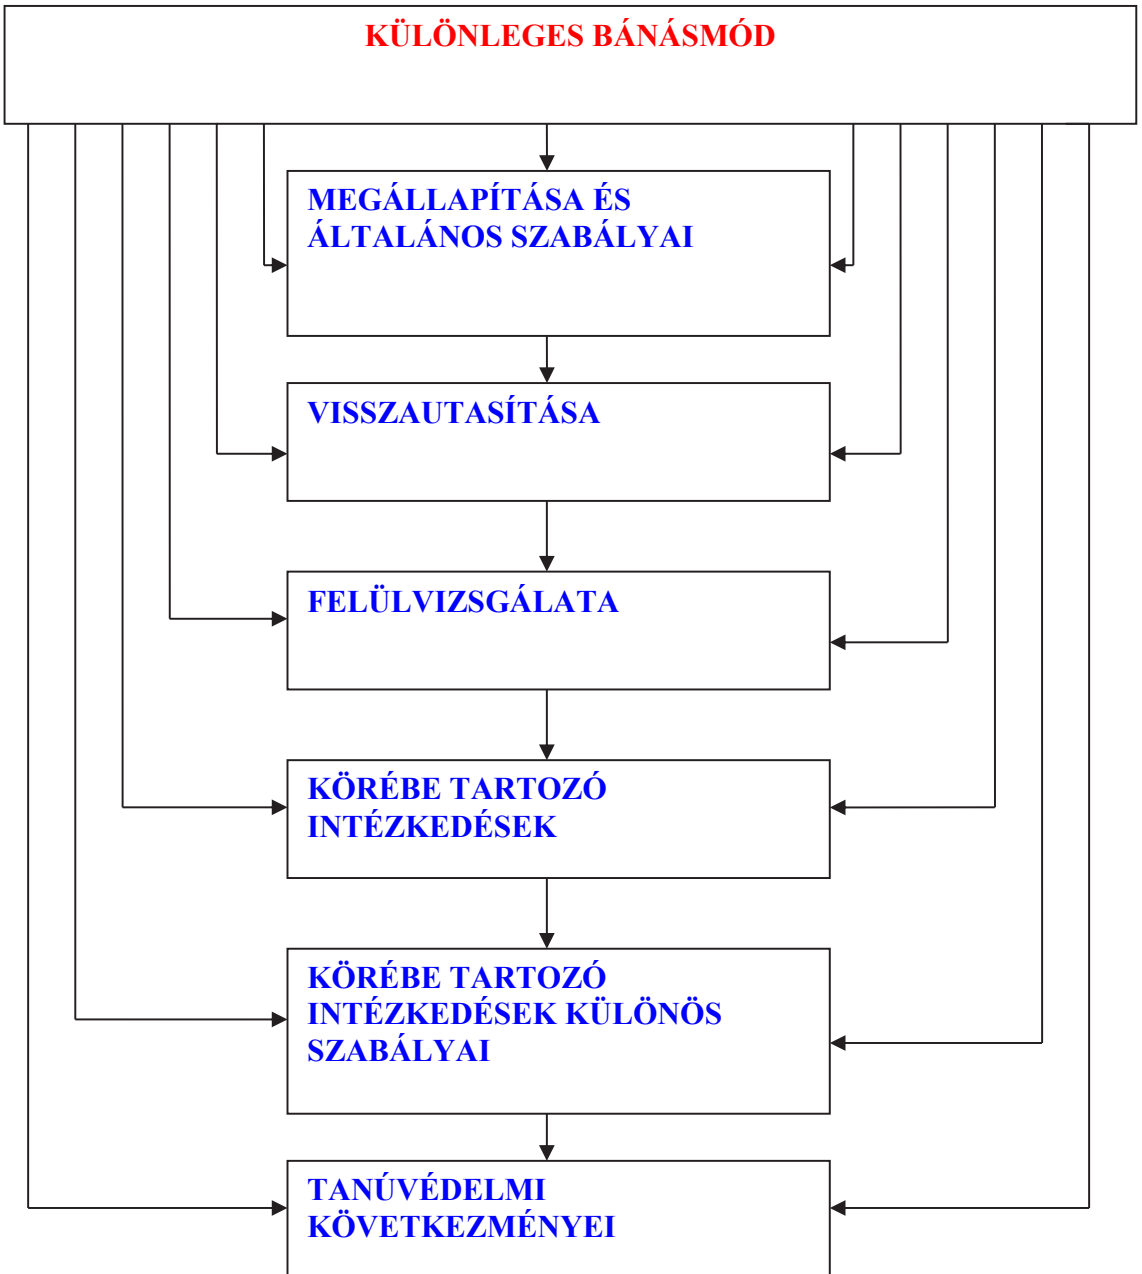 KÜLÖNLEGES BÁNÁSMÓD
MEGÁLLAPÍTÁSA ÉS
ÁLTALÁNOS SZABÁLYAI
VISSZAUTASÍTÁSA
FELÜLVIZSGÁLATA
KÖRÉBE TARTOZÓ
INTÉZKEDÉSEK
KÖRÉBE TARTOZÓ
INTÉZKEDÉSEK KÜLÖNÖS
SZABÁLYAI
TANÚVÉDELMI
KÖVETKEZMÉNYEI